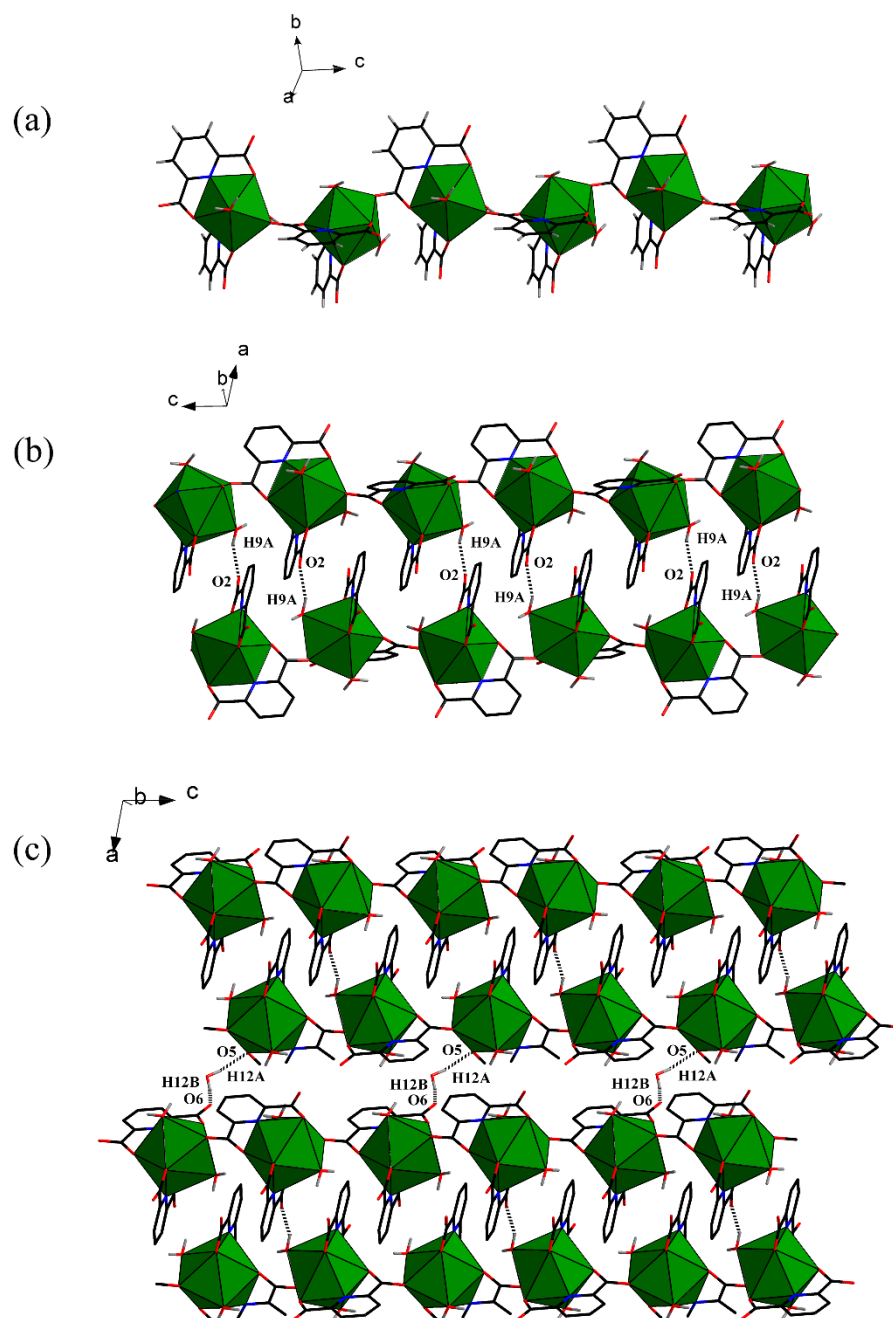 b
c
a
(a)
a
b
c
(b)
H9A H9A H9A
O2 O2 O2
O2 O2 O2
H9A H9A H9A
b c
a
(c)
O5 O5 O5
H12B H12A H12B H12A H12B H12A
O6 O6 O6